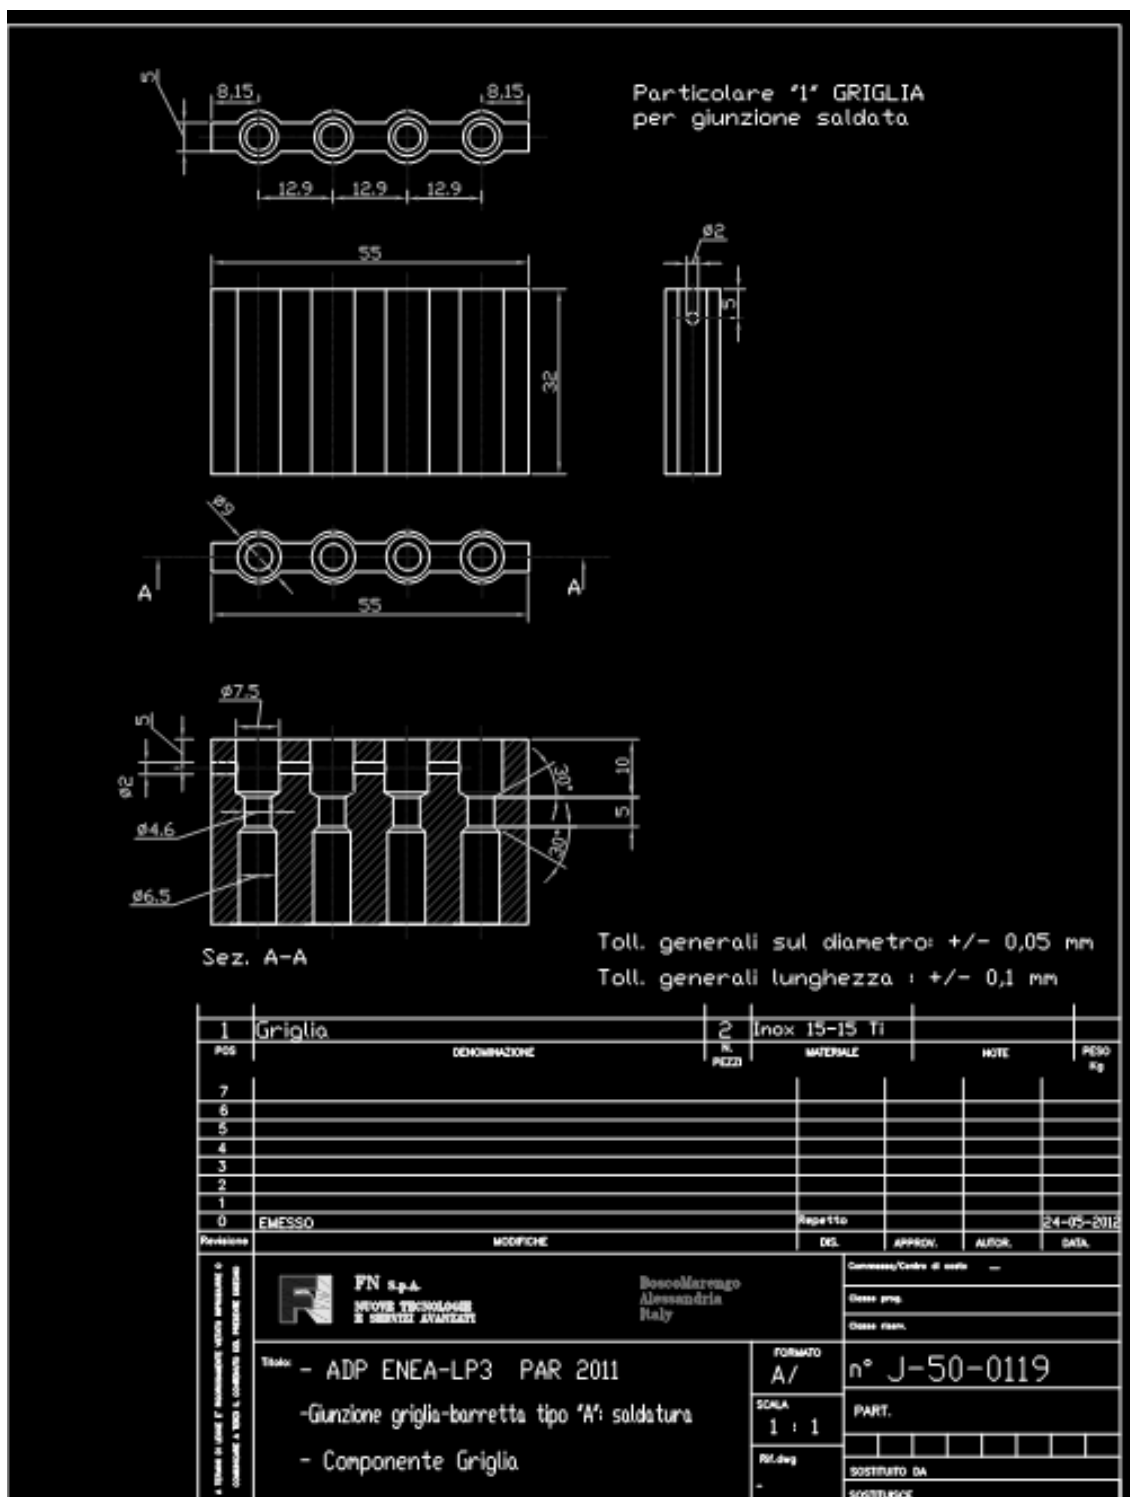 5
8,15
8,15
Particolare "1" GRIGLIA
per giunzione saldata
12.9
12.9
12.9
55
ø2
5
32
ø9
A
A
55
ø7.5
5
ø2
30°
10
5
ø4.6
30°
ø6.5
Sez. A-A
Toll. generali sul diametro: +/- 0,05 mm
Toll. generali lunghezza : +/- 0,1 mm
1 Griglia 2 Inox 15-15 Ti
POS DENOMINAZIONE N. PEZZI MATERIALE NOTE PESO Kg
7
6
5
4
3
2
1
0 EMESSO Repetto 24-05-2012
Revisione MODIFICHE DIS. APPROV. AUTOR. DATA.
FN S.p.A.
NUOVE TECNOLOGIE
E SERVIZI AVANZATI
BoscoMarengo
Alessandria
Italy
Commessa/Centro di costo —
Classe prog.
Classe riserv.
Titolo: - ADP ENEA-LP3 PAR 2011
-Giunzione griglia-barretta tipo "A": saldatura
- Componente Griglia
FORMATO
A/
SCALA
1 : 1
Rif.dwg
-
n° J-50-0119
PART.
SOSTITUITO DA
SOSTITUISCE